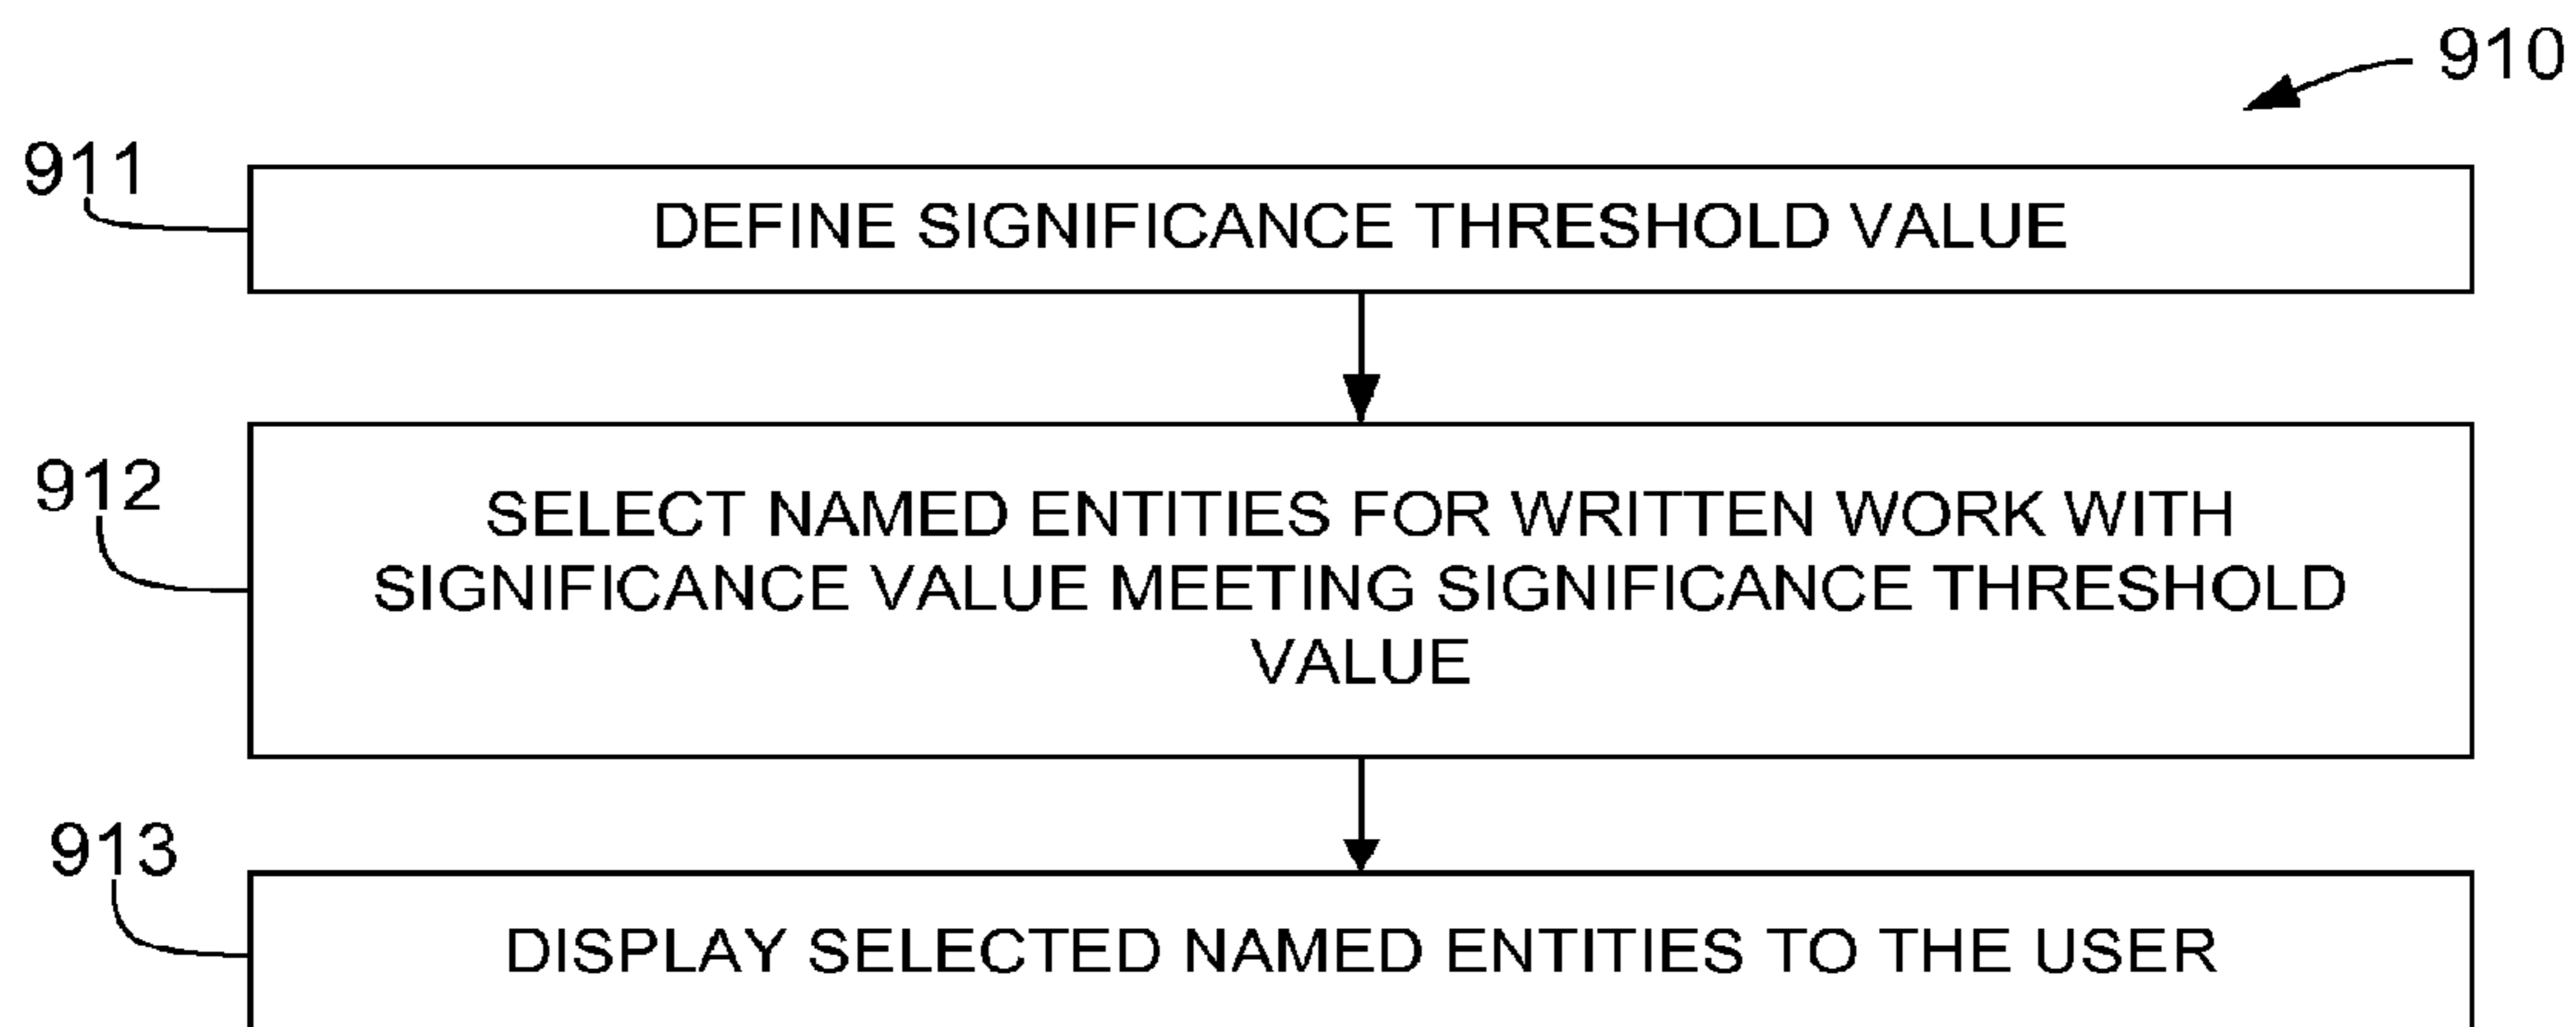 910
911
DEFINE SIGNIFICANCE THRESHOLD VALUE
912
SELECT NAMED ENTITIES FOR WRITTEN WORK WITH
SIGNIFICANCE VALUE MEETING SIGNIFICANCE THRESHOLD
VALUE
913
DISPLAY SELECTED NAMED ENTITIES TO THE USER